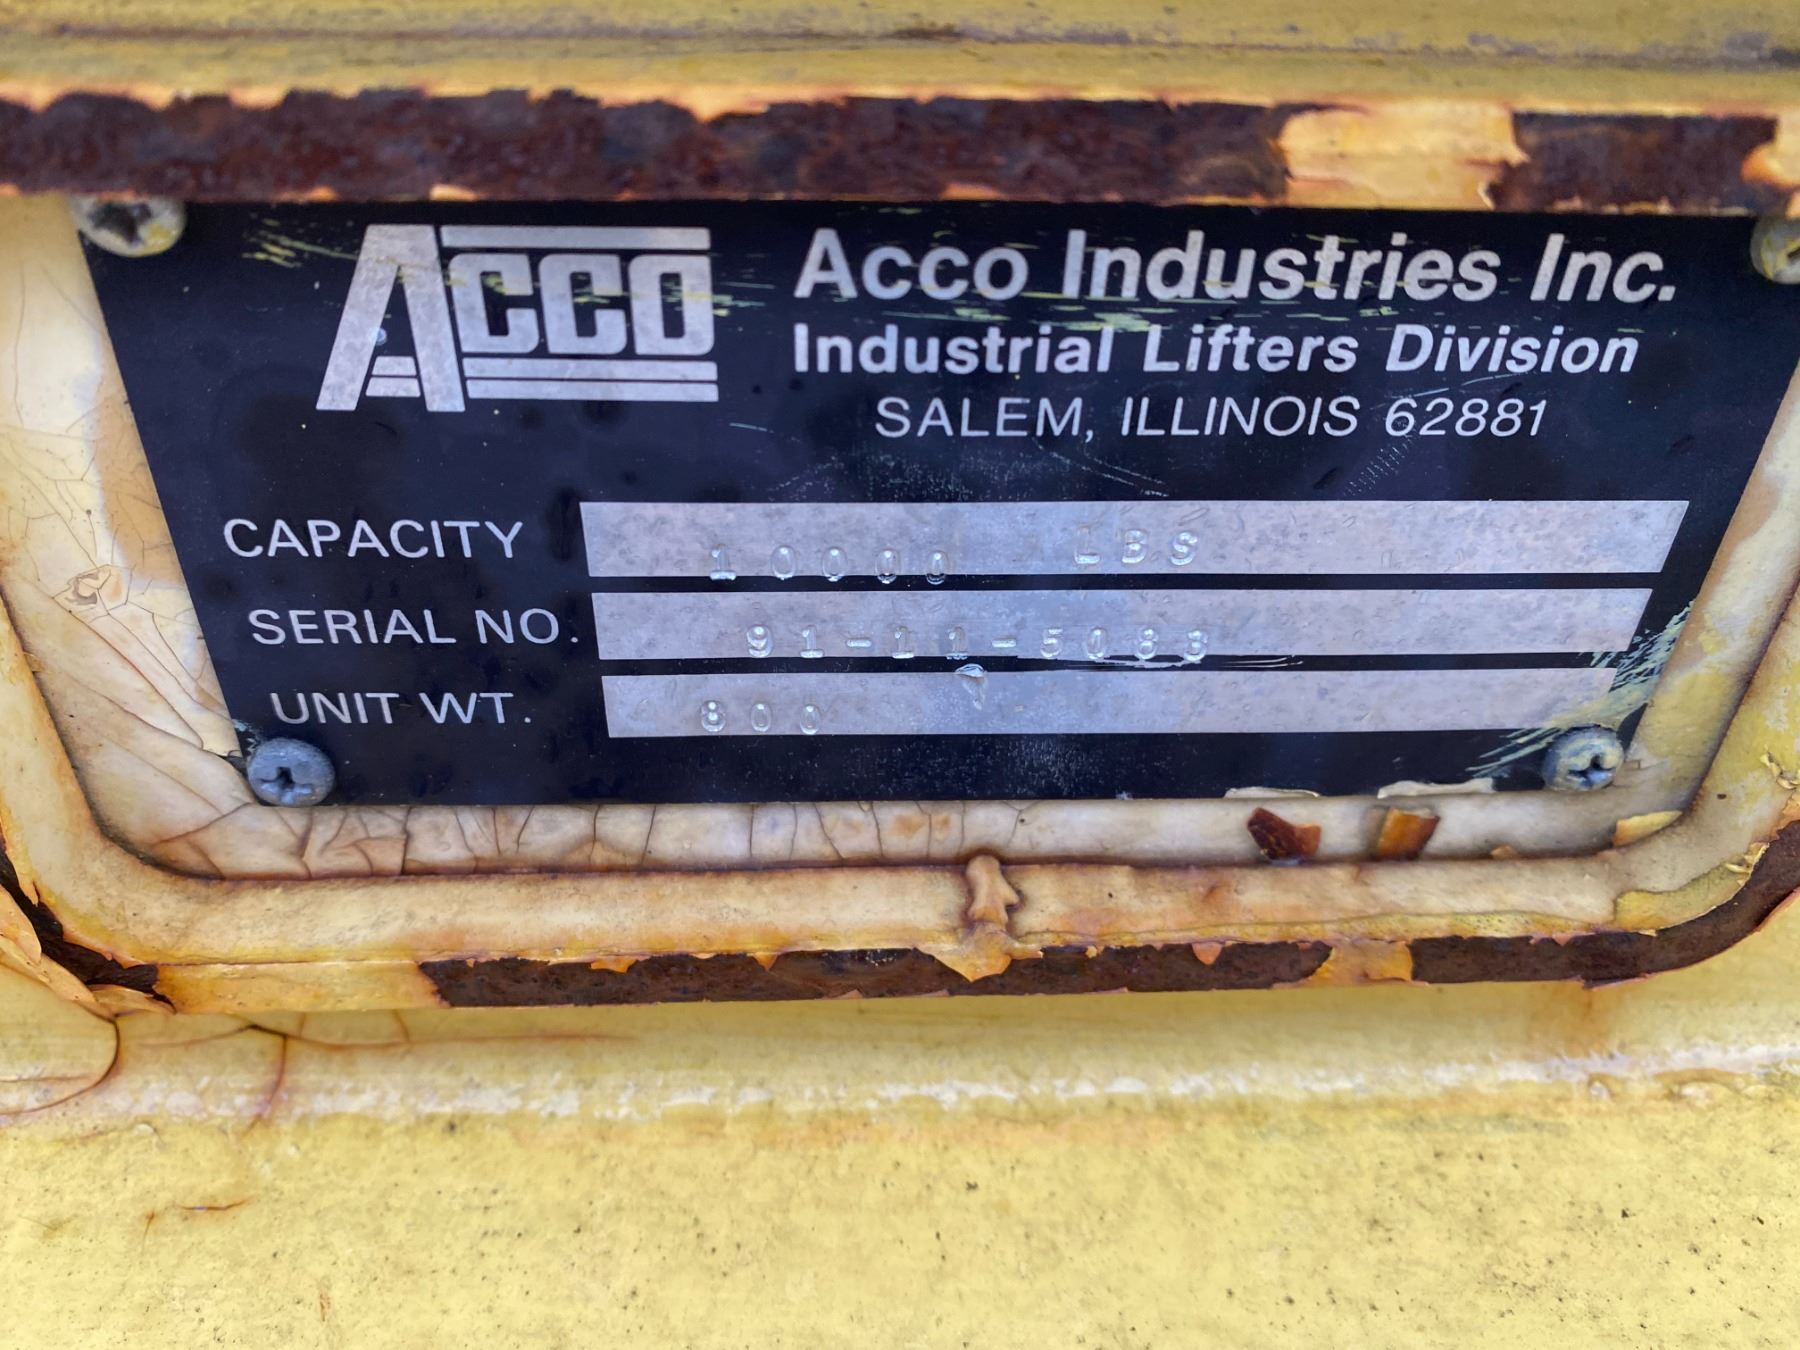 ACCO
Acco Industries Inc.
Industrial Lifters Division
SALEM, ILLINOIS 62881
CAPACITY 10000 LBS
SERIAL NO. 91-11-5083
UNIT WT. 800